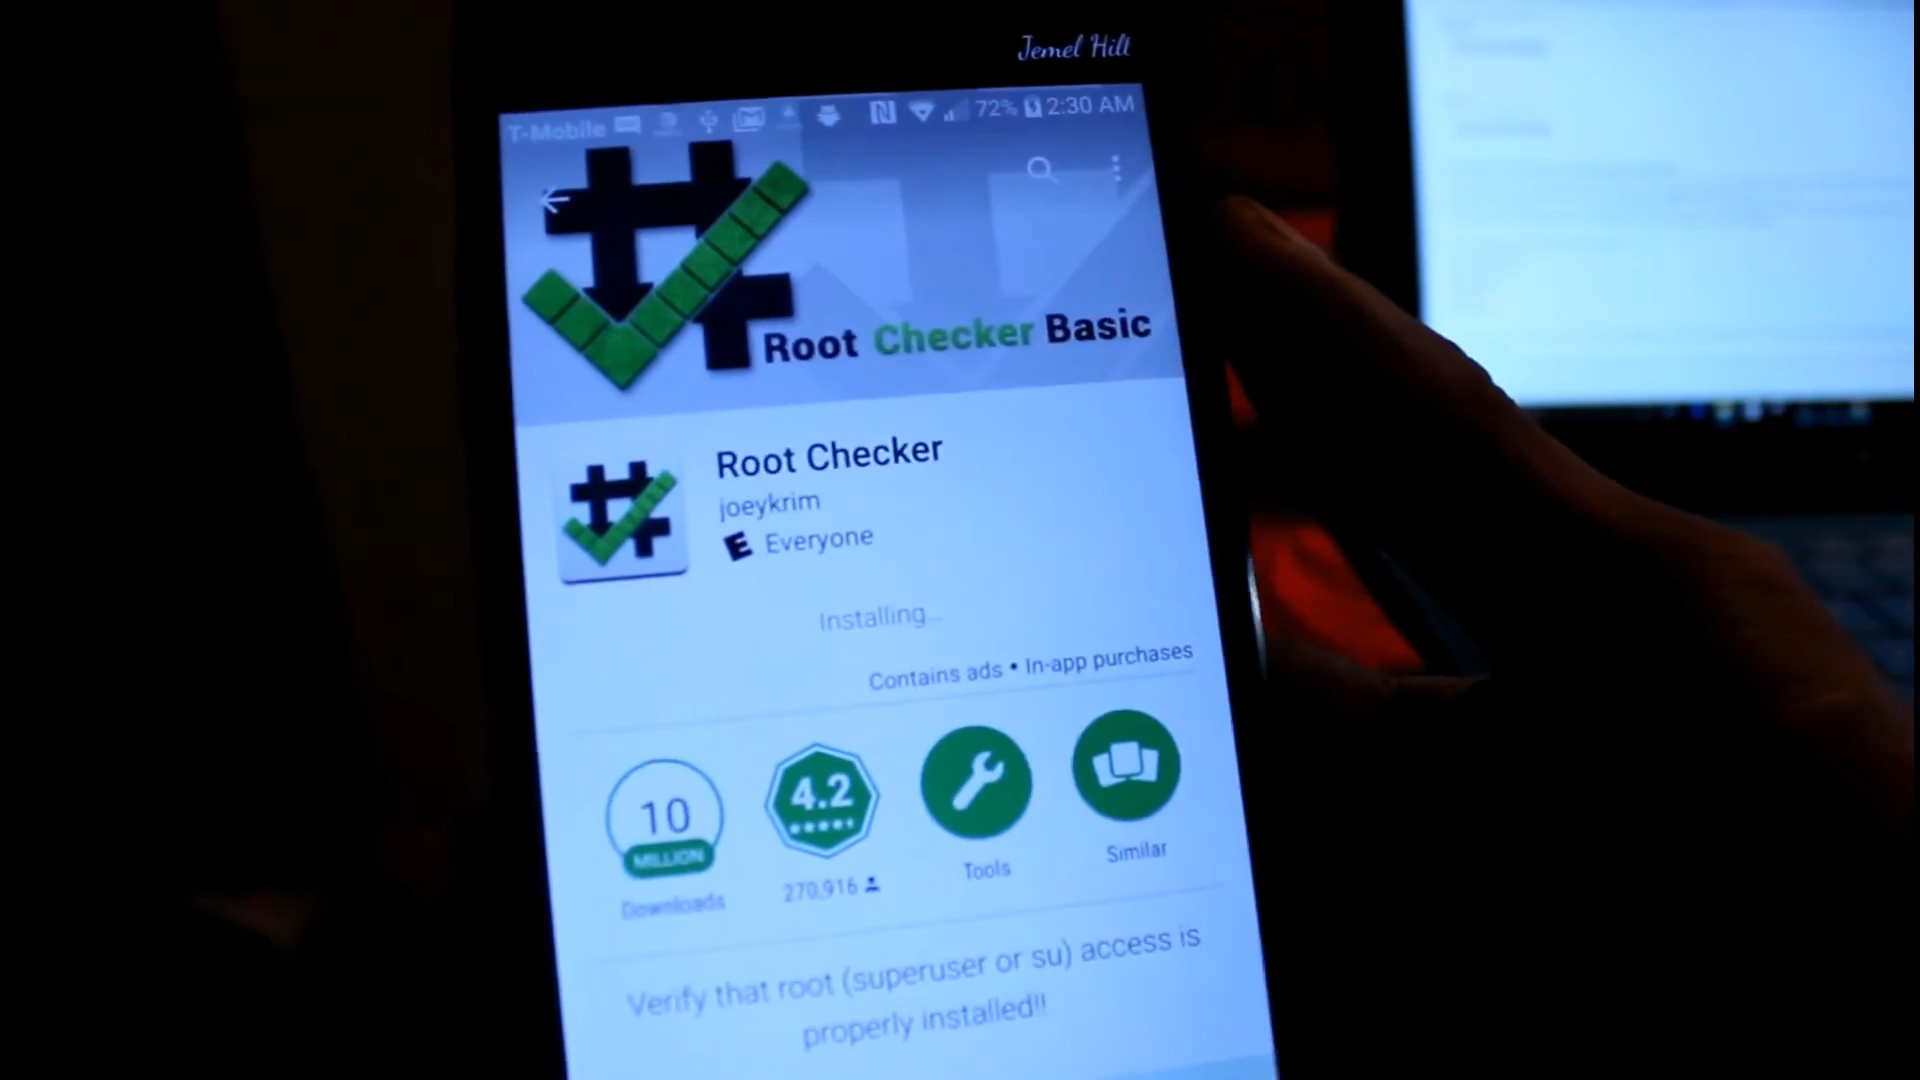 Jemel Hill
T-Mobile 72% 2:30 AM
Root Checker Basic
Root Checker
joeykrim
E Everyone
Installing...
Contains ads • In-app purchases
10
MILLION
Downloads
4.2
270,916
Tools
Similar
Verify that root (superuser or su) access is
properly installed!!